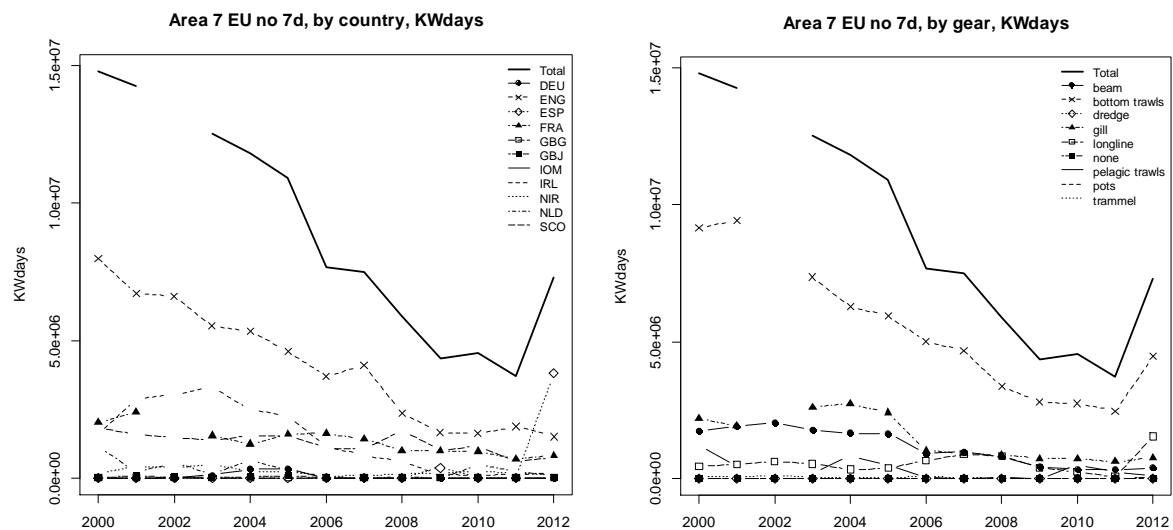 Area 7 EU no 7d, by country, KWdays
KWdays
1.5e+07
1.0e+07
5.0e+06
0.0e+00
2000 2002 2004 2006 2008 2010 2012
Total
DEU
ENG
ESP
FRA
GBG
GBJ
IOM
IRL
NIR
NLD
SCO
Area 7 EU no 7d, by gear, KWdays
KWdays
1.5e+07
1.0e+07
5.0e+06
0.0e+00
2000 2002 2004 2006 2008 2010 2012
Total
beam
bottom trawls
dredge
gill
longline
none
pelagic trawls
pots
trammel